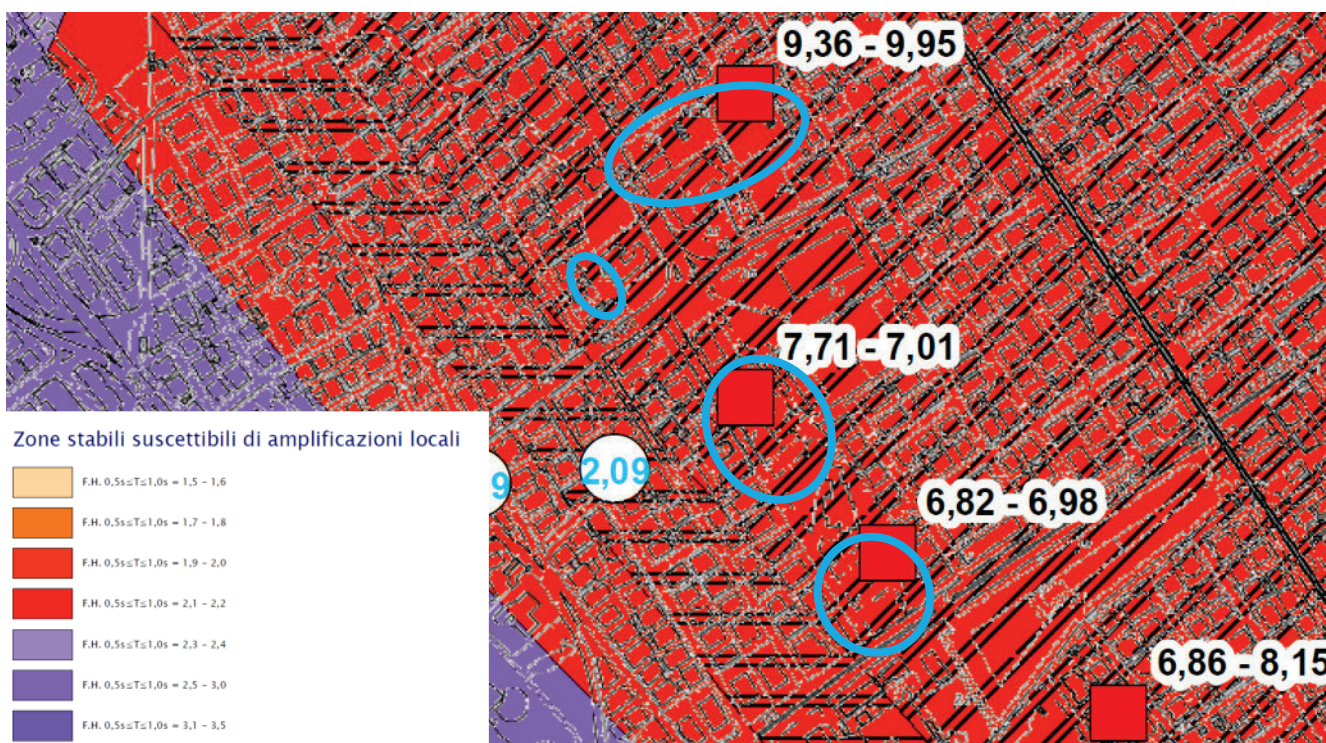 9,36 - 9,95
7,71 - 7,01
Zone stabili suscettibili di amplificazioni locali
F.H. 0,5s≤T≤1,0s = 1,5 - 1,6
F.H. 0,5s≤T≤1,0s = 1,7 - 1,8
F.H. 0,5s≤T≤1,0s = 1,9 - 2,0
F.H. 0,5s≤T≤1,0s = 2,1 - 2,2
F.H. 0,5s≤T≤1,0s = 2,3 - 2,4
F.H. 0,5s≤T≤1,0s = 2,5 - 3,0
F.H. 0,5s≤T≤1,0s = 3,1 - 3,5
9
2,09
6,82 - 6,98
6,86 - 8,15